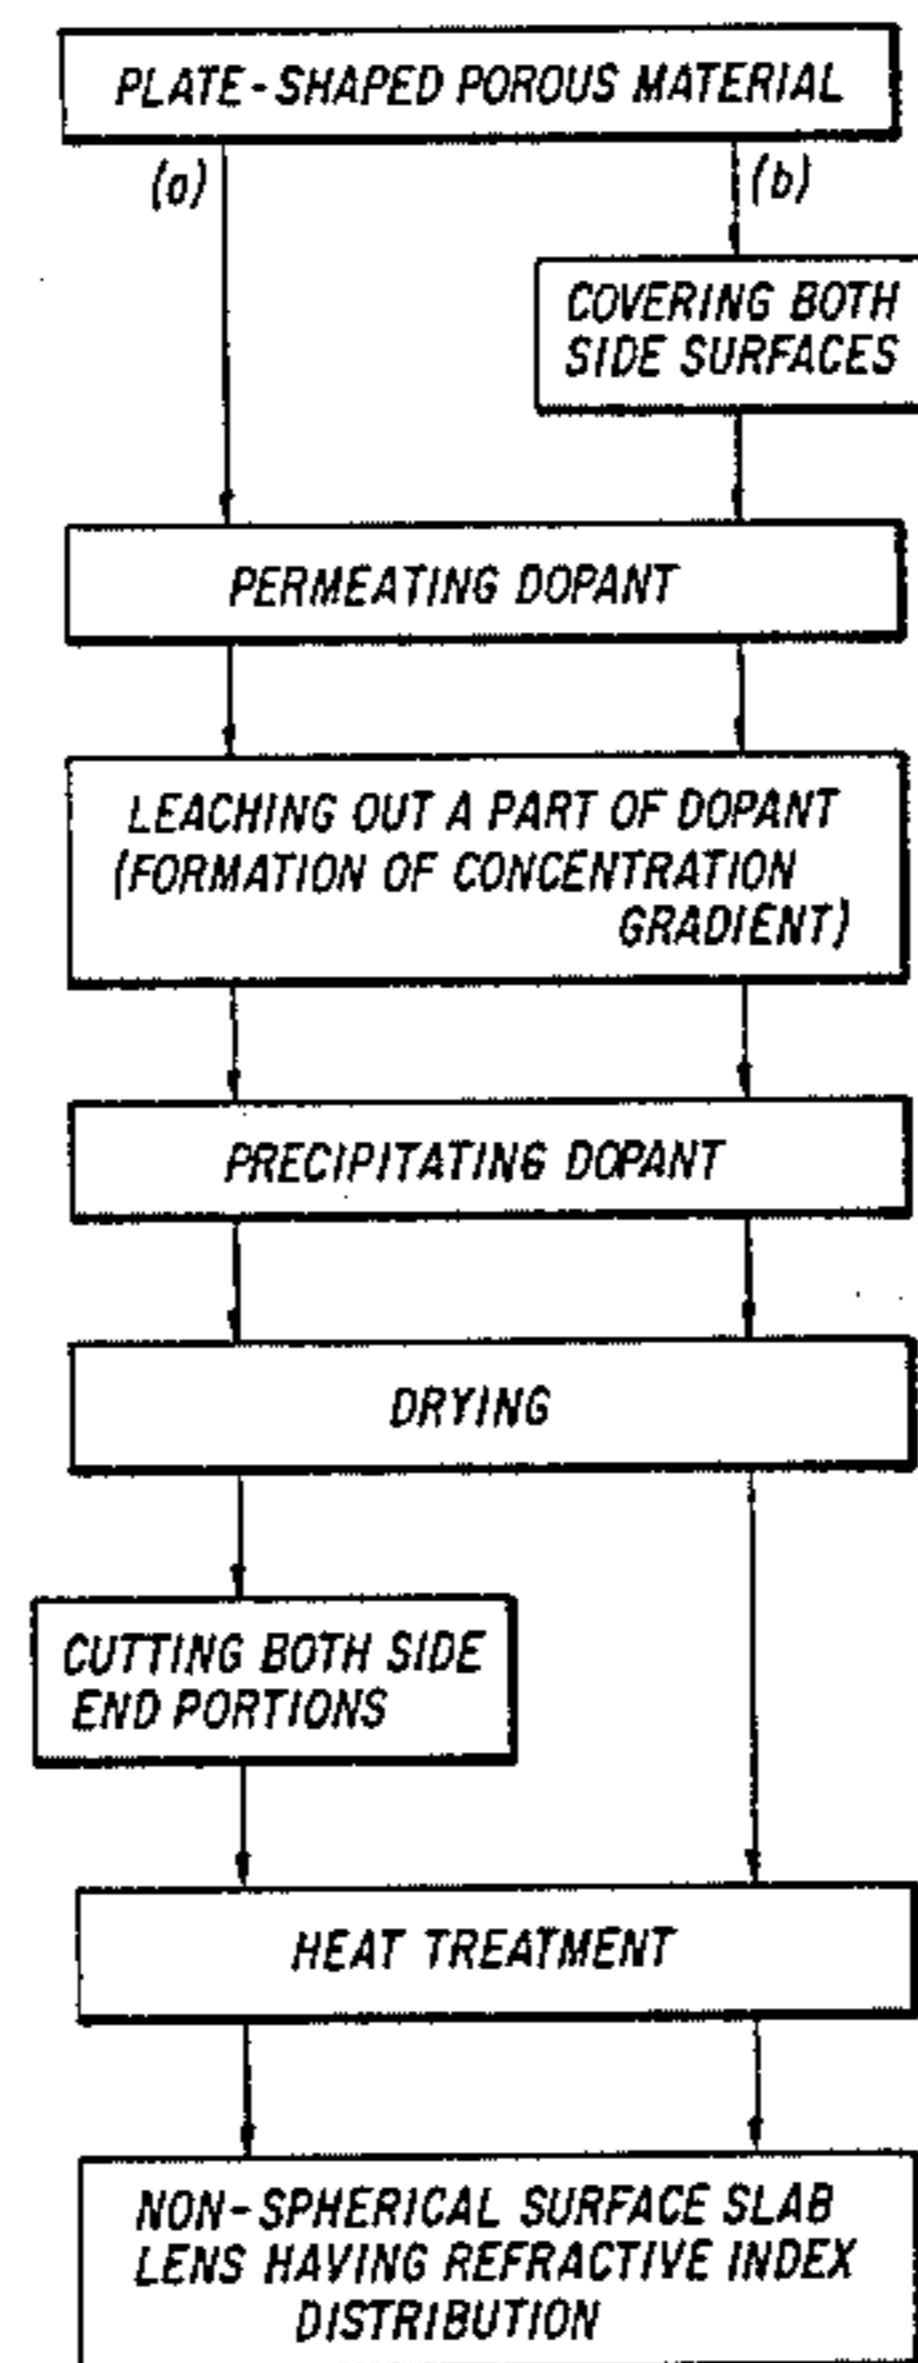 PLATE-SHAPED POROUS MATERIAL
(a)
(b)
COVERING BOTH
SIDE SURFACES
PERMEATING DOPANT
LEACHING OUT A PART OF DOPANT
(FORMATION OF CONCENTRATION
GRADIENT)
PRECIPITATING DOPANT
DRYING
CUTTING BOTH SIDE
END PORTIONS
HEAT TREATMENT
NON-SPHERICAL SURFACE SLAB
LENS HAVING REFRACTIVE INDEX
DISTRIBUTION